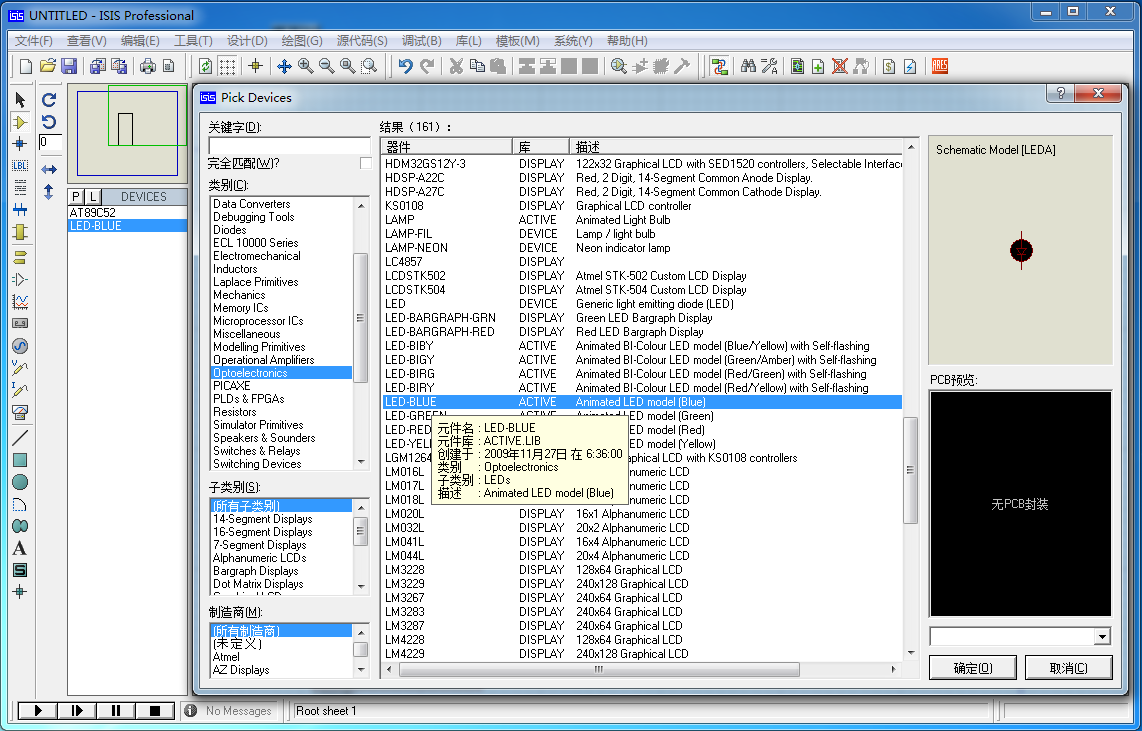 UNTITLED - ISIS Professional
文件(F) 查看(V) 编辑(E) 工具(T) 设计(D) 绘图(G) 源代码(S) 调试(B) 库(L) 模板(M) 系统(Y) 帮助(H)
ARES
0
LBL
P L DEVICES
AT89C52
LED-BLUE
A
S
Pick Devices
关键字(D):
完全匹配(W)?
类别(C):
Data Converters
Debugging Tools
Diodes
ECL 10000 Series
Electromechanical
Inductors
Laplace Primitives
Mechanics
Memory ICs
Microprocessor ICs
Miscellaneous
Modelling Primitives
Operational Amplifiers
Optoelectronics
PICAXE
PLDs & FPGAs
Resistors
Simulator Primitives
Speakers & Sounders
Switches & Relays
Switching Devices
子类别(S):
(所有子类别)
14-Segment Displays
16-Segment Displays
7-Segment Displays
Alphanumeric LCDs
Bargraph Displays
Dot Matrix Displays
制造商(M):
(所有制造商)
(未定义)
Atmel
AZ Displays
结果（161）:
器件 库 描述
HDM32GS12Y-3 DISPLAY 122x32 Graphical LCD with SED1520 controllers, Selectable Interface
HDSP-A22C DISPLAY Red, 2 Digit, 14-Segment Common Anode Display.
HDSP-A27C DISPLAY Red, 2 Digit, 14-Segment Common Cathode Display.
KS0108 DISPLAY Graphical LCD controller
LAMP ACTIVE Animated Light Bulb
LAMP-FIL DEVICE Lamp / light bulb
LAMP-NEON DEVICE Neon indicator lamp
LC4857 DISPLAY
LCDSTK502 DISPLAY Atmel STK-502 Custom LCD Display
LCDSTK504 DISPLAY Atmel STK-504 Custom LCD Display
LED DEVICE Generic light emitting diode (LED)
LED-BARGRAPH-GRN DISPLAY Green LED Bargraph Display
LED-BARGRAPH-RED DISPLAY Red LED Bargraph Display
LED-BIBY ACTIVE Animated BI-Colour LED model (Blue/Yellow) with Self-flashing
LED-BIGY ACTIVE Animated BI-Colour LED model (Green/Amber) with Self-flashing
LED-BIRG ACTIVE Animated BI-Colour LED model (Red/Green) with Self-flashing
LED-BIRY ACTIVE Animated BI-Colour LED model (Red/Yellow) with Self-flashing
LED-BLUE ACTIVE Animated LED model (Blue)
LED-GREEN ACTIVE Animated LED model (Green)
LED-RED ED model (Red)
LED-YEL ED model (Yellow)
LGM1264 aphical LCD with KS0108 controllers
LM016L anumeric LCD
LM017L anumeric LCD
LM018L anumeric LCD
LM020L DISPLAY 16x1 Alphanumeric LCD
LM032L DISPLAY 20x2 Alphanumeric LCD
LM041L DISPLAY 16x4 Alphanumeric LCD
LM044L DISPLAY 20x4 Alphanumeric LCD
LM3228 DISPLAY 128x64 Graphical LCD
LM3229 DISPLAY 240x128 Graphical LCD
LM3267 DISPLAY 240x64 Graphical LCD
LM3283 DISPLAY 240x64 Graphical LCD
LM3287 DISPLAY 240x64 Graphical LCD
LM4228 DISPLAY 128x64 Graphical LCD
LM4229 DISPLAY 240x128 Graphical LCD
元件名 : LED-BLUE
元件库 : ACTIVE.LIB
创建于 : 2009年11月27日 在 6:36:00
类别 : Optoelectronics
子类别 : LEDs
描述 : Animated LED model (Blue)
Schematic Model [LEDA]
PCB预览:
无PCB封装
确定(O) 取消(C)
No Messages
Root sheet 1